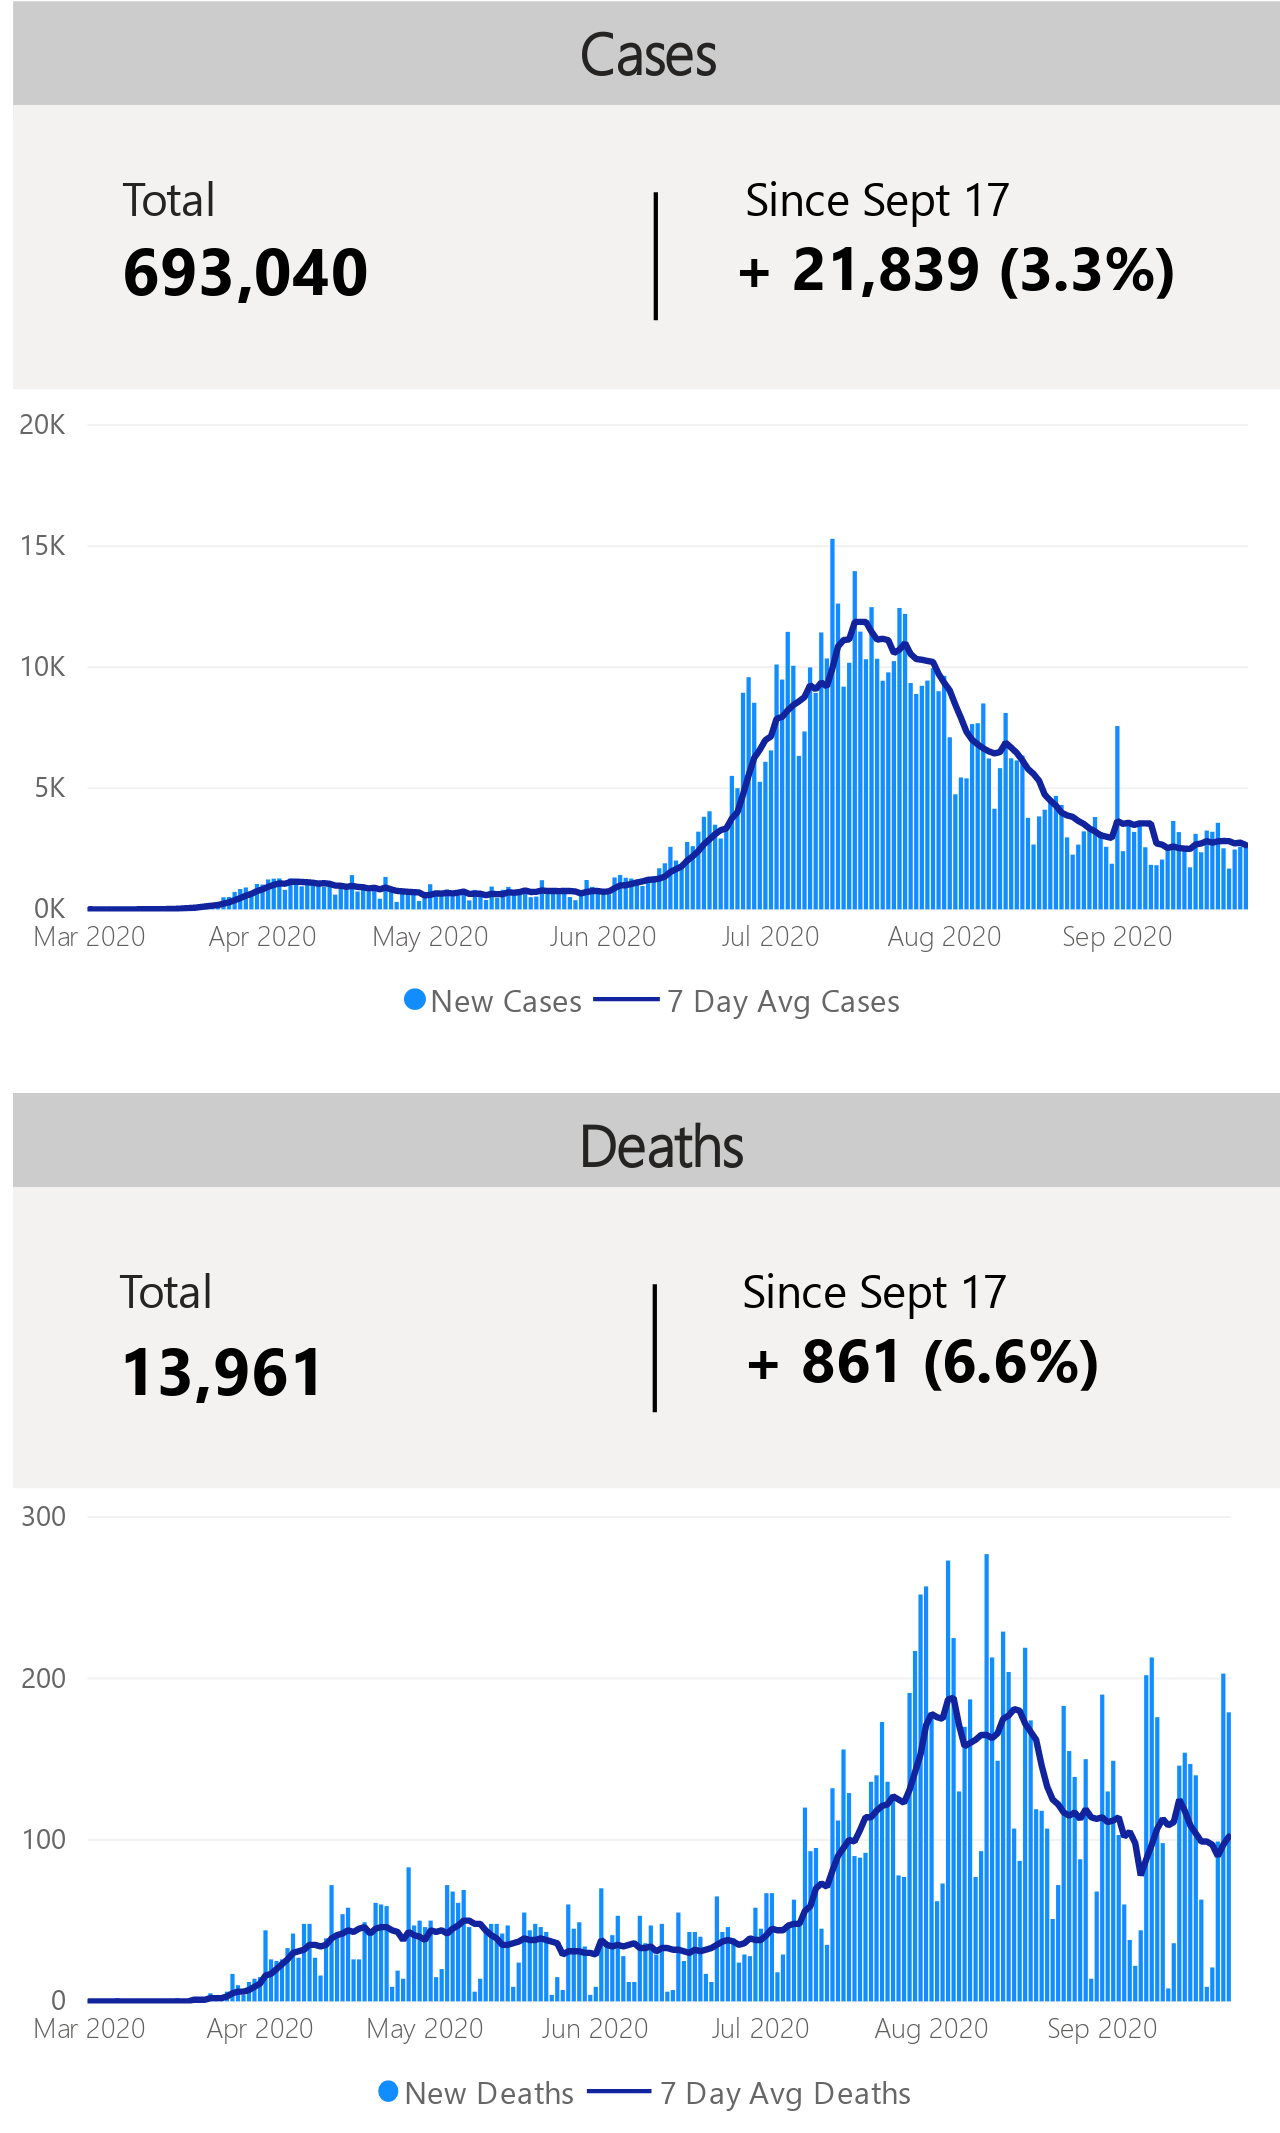 Cases
Total
Since Sept 17
693,040
+ 21,839 (3.3%)
20K
15K
10K
5K
0K
Mar 2020 Apr 2020 May 2020 Jun 2020 Jul 2020 Aug 2020 Sep 2020
New Cases 7 Day Avg Cases
Deaths
Total
Since Sept 17
13,961
+ 861 (6.6%)
300
200
100
0
Mar 2020 Apr 2020 May 2020 Jun 2020 Jul 2020 Aug 2020 Sep 2020
New Deaths 7 Day Avg Deaths